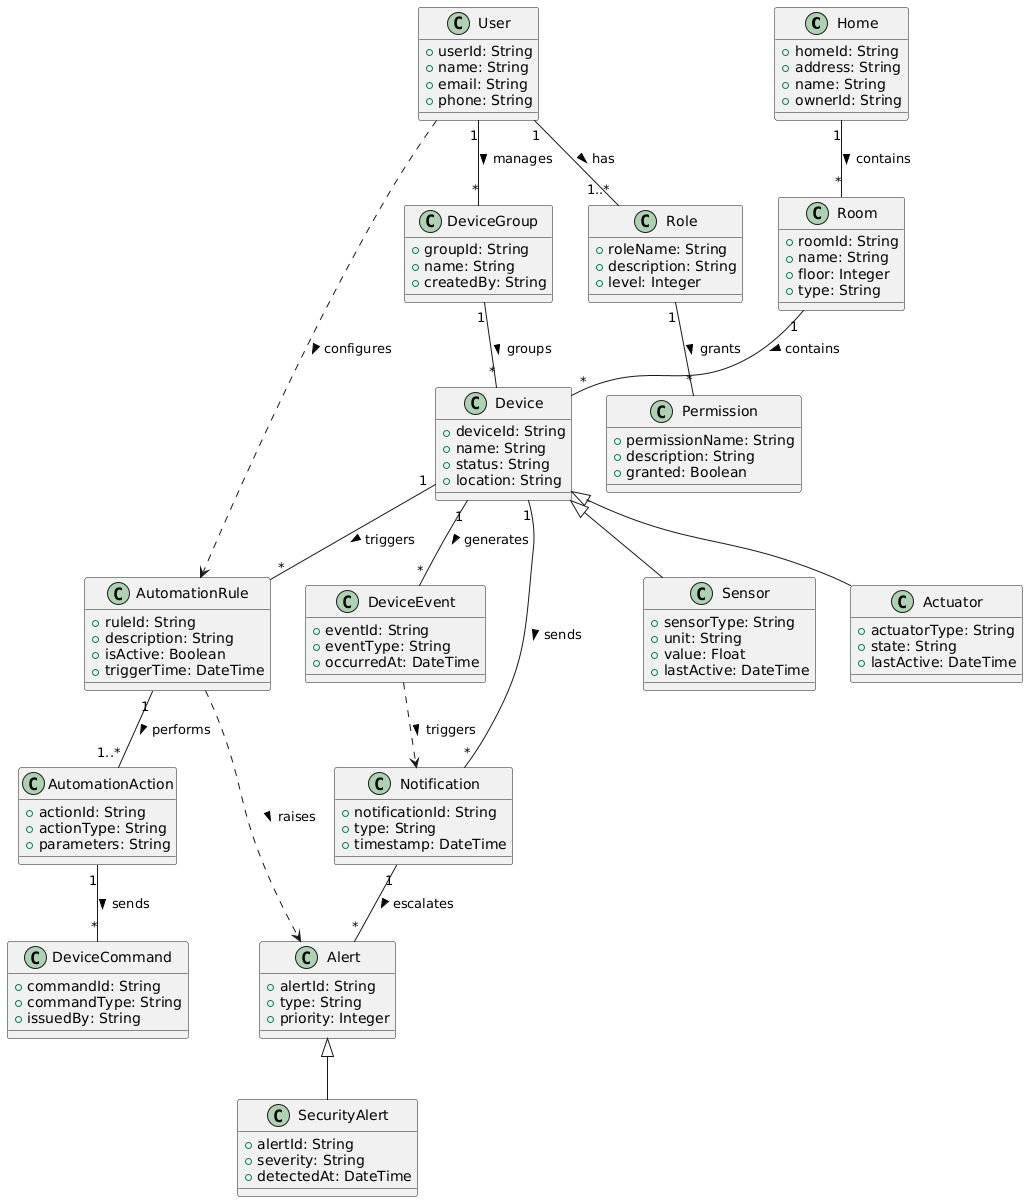 C User
userId: String
name: String
email: String
phone: String
C Home
homeId: String
address: String
name: String
ownerId: String
1
manages
*
1
has
1..*
1
contains
*
configures
C DeviceGroup
groupId: String
name: String
createdBy: String
C Role
roleName: String
description: String
level: Integer
C Room
roomId: String
name: String
floor: Integer
type: String
1
groups
*
1
grants
*
1
contains
*
C Device
deviceId: String
name: String
status: String
location: String
C Permission
permissionName: String
description: String
granted: Boolean
1
triggers
*
1
generates
*
1
sends
*
C AutomationRule
ruleId: String
description: String
isActive: Boolean
triggerTime: DateTime
C DeviceEvent
eventId: String
eventType: String
occurredAt: DateTime
C Sensor
sensorType: String
unit: String
value: Float
lastActive: DateTime
C Actuator
actuatorType: String
state: String
lastActive: DateTime
1
performs
1..*
raises
triggers
C AutomationAction
actionId: String
actionType: String
parameters: String
C Notification
notificationId: String
type: String
timestamp: DateTime
1
sends
*
1
escalates
*
C DeviceCommand
commandId: String
commandType: String
issuedBy: String
C Alert
alertId: String
type: String
priority: Integer
C SecurityAlert
alertId: String
severity: String
detectedAt: DateTime